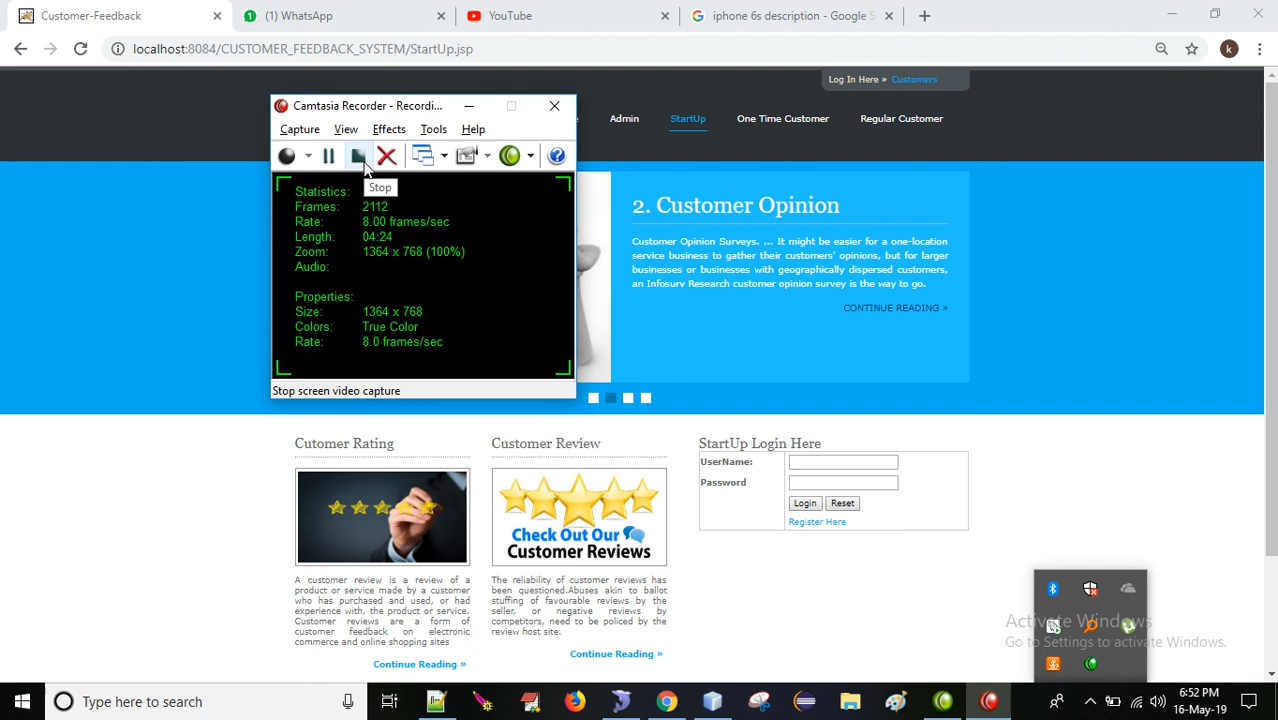 Customer-Feedback
(1) WhatsApp
YouTube
iphone 6s description - Google S
localhost:8084/CUSTOMER_FEEDBACK_SYSTEM/StartUp.jsp
k
Log In Here » Customers
Admin
StartUp
One Time Customer
Regular Customer
Camtasia Recorder - Recordi...
Capture View Effects Tools Help
Stop
Statistics:
Frames: 2112
Rate: 8.00 frames/sec
Length: 04:24
Zoom: 1364 x 768 (100%)
Audio:
Properties:
Size: 1364 x 768
Colors: True Color
Rate: 8.0 frames/sec
Stop screen video capture
2. Customer Opinion
Customer Opinion Surveys. ... It might be easier for a one-location
service business to gather their customers' opinions, but for larger
businesses or businesses with geographically dispersed customers,
an Infosurv Research customer opinion survey is the way to go.
CONTINUE READING »
Cutomer Rating
A customer review is a review of a
product or service made by a customer
who has purchased and used, or had
experience with, the product or service.
Customer reviews are a form of
customer feedback on electronic
commerce and online shopping sites
Continue Reading »
Customer Review
Check Out Our
Customer Reviews
The reliability of customer reviews has
been questioned.Abuses akin to ballot
stuffing of favourable reviews by the
seller, or negative reviews by
competitors, need to be policed by the
review host site.
Continue Reading »
StartUp Login Here
UserName:
Password
Login Reset
Register Here
Activate Windows
Go to Settings to activate Windows.
Type here to search
6:52 PM
16-May-19